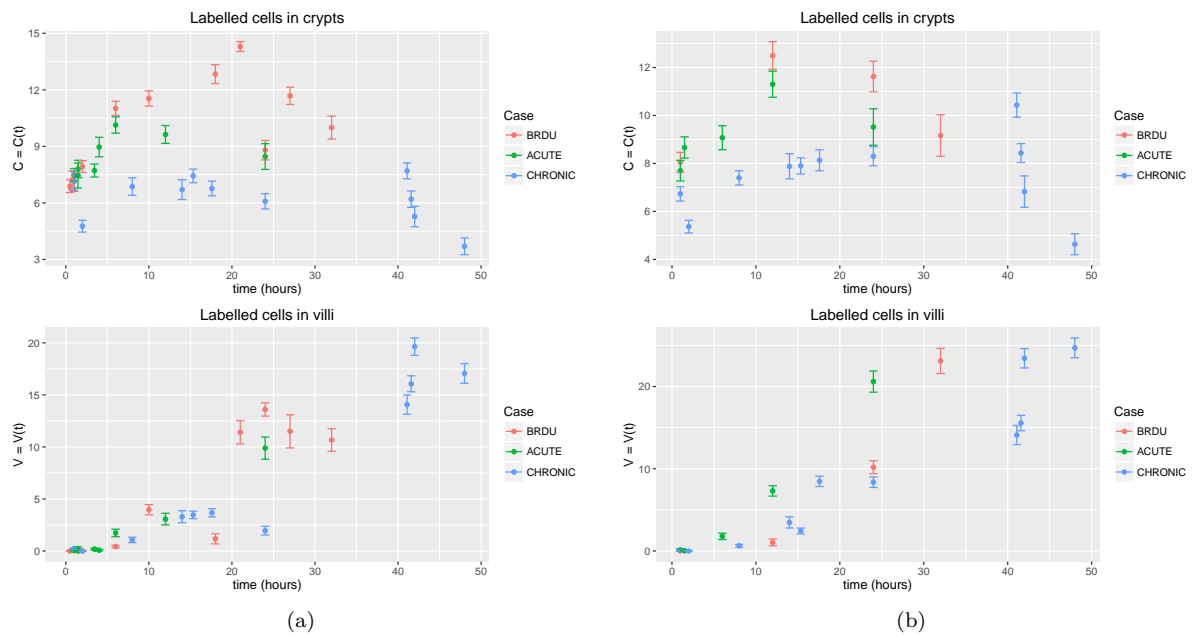 Labelled cells in crypts
C = C(t)
15
12
9
6
3
0
10
20
30
40
50
time (hours)
Case
BRDU
ACUTE
CHRONIC
Labelled cells in villi
V = V(t)
20
15
10
5
0
0
10
20
30
40
50
time (hours)
Case
BRDU
ACUTE
CHRONIC
(a)
Labelled cells in crypts
C = C(t)
12
10
8
6
4
0
10
20
30
40
50
time (hours)
Case
BRDU
ACUTE
CHRONIC
Labelled cells in villi
V = V(t)
20
10
0
0
10
20
30
40
50
time (hours)
Case
BRDU
ACUTE
CHRONIC
(b)